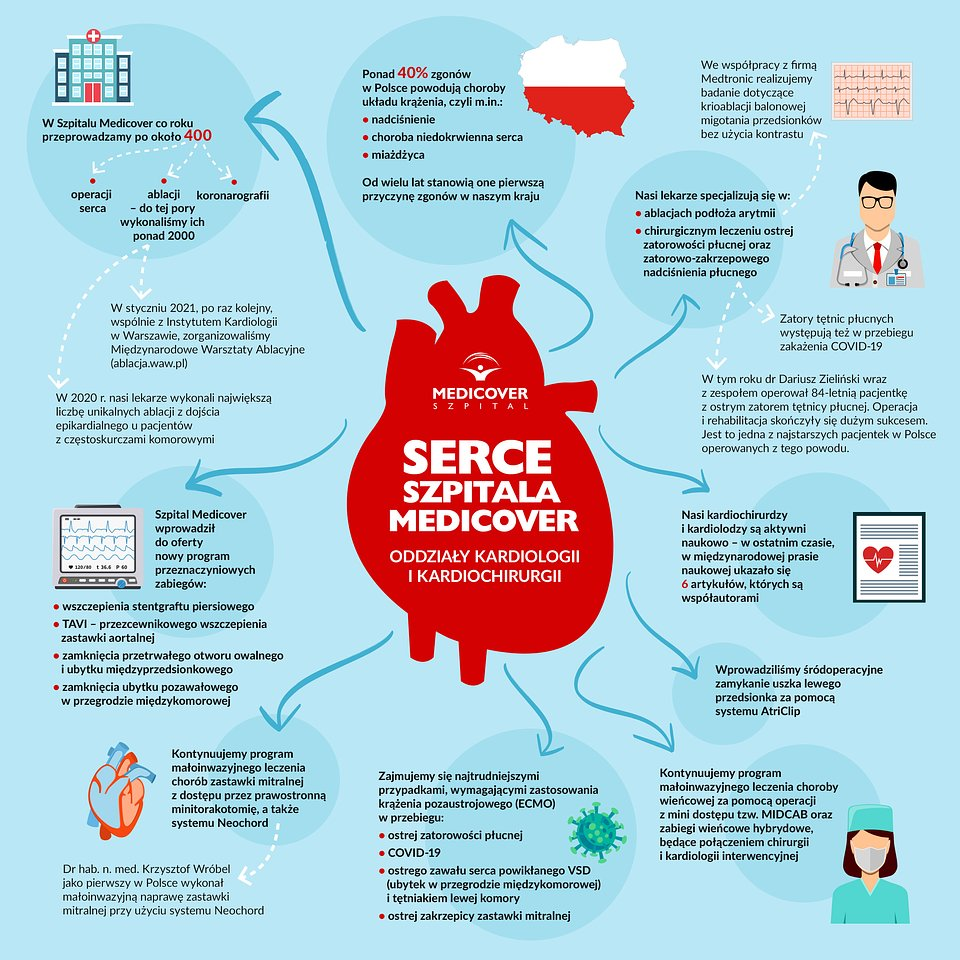 W Szpitalu Medicover co roku
przeprowadzamy po około 400
operacji
serca
ablacji
– do tej pory
wykonaliśmy ich
ponad 2000
koronarografii
W styczniu 2021, po raz kolejny,
wspólnie z Instytutem Kardiologii
w Warszawie, zorganizowaliśmy
Międzynarodowe Warsztaty Ablacyjne
(ablacja.waw.pl)
W 2020 r. nasi lekarze wykonali największą
liczbę unikalnych ablacji z dojścia
epikardialnego u pacjentów
z częstoskurczami komorowymi
Ponad 40% zgonów
w Polsce powodują choroby
układu krążenia, czyli m.in.:
• nadciśnienie
• choroba niedokrwienna serca
• miażdżyca
Od wielu lat stanowią one pierwszą
przyczynę zgonów w naszym kraju
We współpracy z firmą
Medtronic realizujemy
badanie dotyczące
krioablacji balonowej
migotania przedsionków
bez użycia kontrastu
Nasi lekarze specjalizują się w:
• ablacjach podłoża arytmii
• chirurgicznym leczeniu ostrej
zatorowości płucnej oraz
zatorowo-zakrzepowego
nadciśnienia płucnego
Zatory tętnic płucnych
występują też w przebiegu
zakażenia COVID-19
W tym roku dr Dariusz Zieliński wraz
z zespołem operował 84-letnią pacjentkę
z ostrym zatorem tętnicy płucnej. Operacja
i rehabilitacja skończyły się dużym sukcesem.
Jest to jedna z najstarszych pacjentek w Polsce
operowanych z tego powodu.
MEDICOVER
SZPITAL
SERCE
SZPITALA
MEDICOVER
ODDZIAŁY KARDIOLOGII
I KARDIOCHIRURGII
120/80 t 36,6 P 60
Szpital Medicover
wprowadził
do oferty
nowy program
przeznaczyniowych
zabiegów:
• wszczepienia stentgraftu piersiowego
• TAVI – przezcewnikowego wszczepienia
zastawki aortalnej
• zamknięcia przetrwałego otworu owalnego
i ubytku międzyprzedsionkowego
• zamknięcia ubytku pozawałowego
w przegrodzie międzykomorowej
Nasi kardiochirurdzy
i kardiolodzy są aktywni
naukowo – w ostatnim czasie,
w międzynarodowej prasie
naukowej ukazało się
6 artykułów, których są
współautorami
Wprowadziliśmy śródoperacyjne
zamykanie uszka lewego
przedsionka za pomocą
systemu AtriClip
Kontynuujemy program
małoinwazyjnego leczenia
chorób zastawki mitralnej
z dostępu przez prawostronną
minitorakotomię, a także
systemu Neochord
Dr hab. n. med. Krzysztof Wróbel
jako pierwszy w Polsce wykonał
małoinwazyjną naprawę zastawki
mitralnej przy użyciu systemu Neochord
Zajmujemy się najtrudniejszymi
przypadkami, wymagającymi zastosowania
krążenia pozaustrojowego (ECMO)
w przebiegu:
• ostrej zatorowości płucnej
• COVID-19
• ostrego zawału serca powikłanego VSD
(ubytek w przegrodzie międzykomorowej)
i tętniakiem lewej komory
• ostrej zakrzepicy zastawki mitralnej
Kontynuujemy program
małoinwazyjnego leczenia choroby
wieńcowej za pomocą operacji
z mini dostępu tzw. MIDCAB oraz
zabiegi wieńcowe hybrydowe,
będące połączeniem chirurgii
i kardiologii interwencyjnej